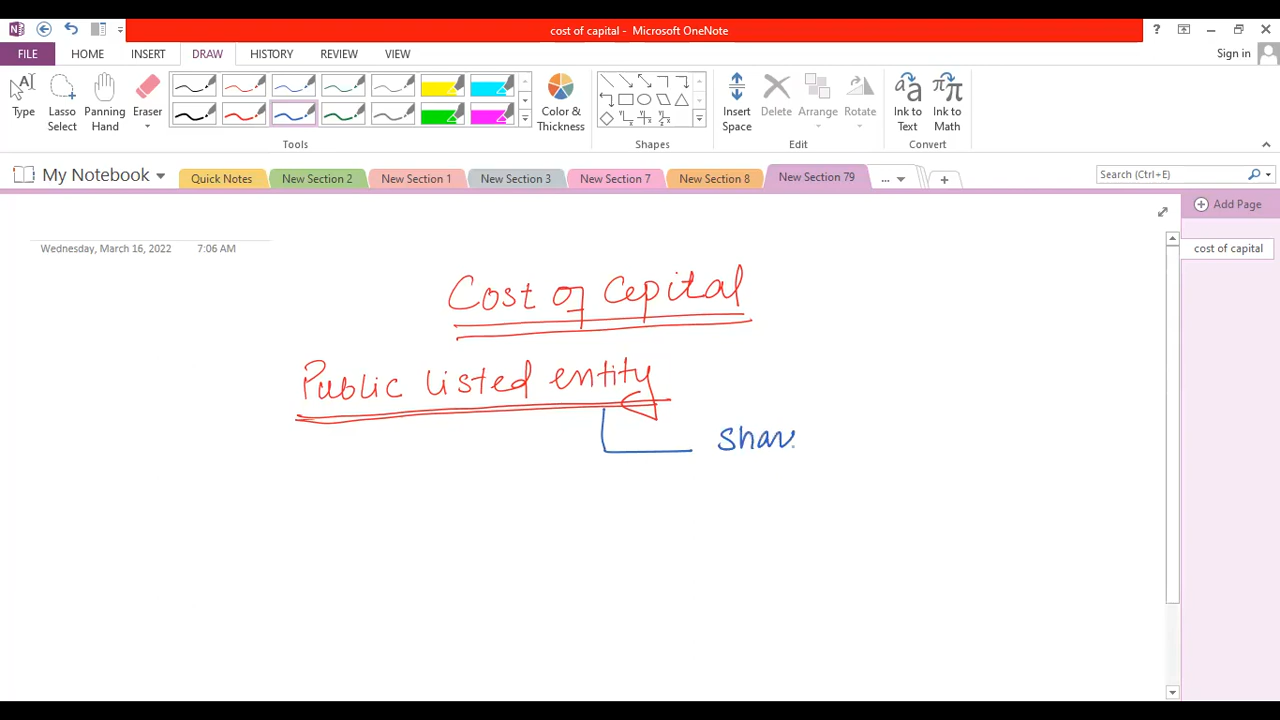 cost of capital - Microsoft OneNote
FILE HOME INSERT DRAW HISTORY REVIEW VIEW Sign in
Type Lasso Select Panning Hand Eraser Color & Thickness Insert Space Delete Arrange Rotate Ink to Text Ink to Math
Tools Shapes Edit Convert
My Notebook Quick Notes New Section 2 New Section 1 New Section 3 New Section 7 New Section 8 New Section 79 ... Search (Ctrl+E)
Add Page
cost of capital
Wednesday, March 16, 2022 7:06 AM
Cost of Cepital
Public listed entity
Shar